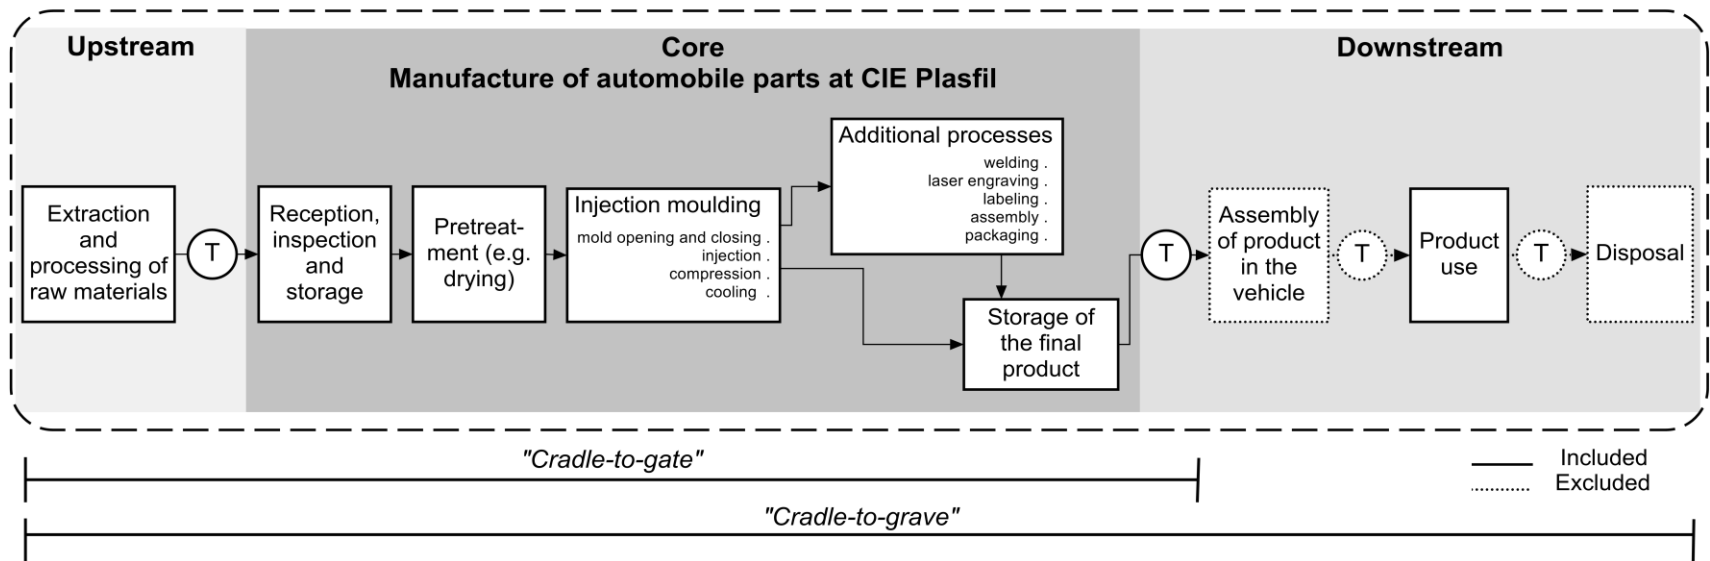 Upstream
Core
Manufacture of automobile parts at CIE Plasfil
Downstream
Extraction
and
processing of
raw materials
T
Reception,
inspection
and
storage
Pretreat-
ment (e.g.
drying)
Injection moulding
mold opening and closing .
injection .
compression .
cooling .
Additional processes
welding .
laser engraving .
labeling .
assembly .
packaging .
Storage of
the final
product
T
Assembly
of product
in the
vehicle
T
Product
use
T
Disposal
"Cradle-to-gate"
"Cradle-to-grave"
Included
Excluded